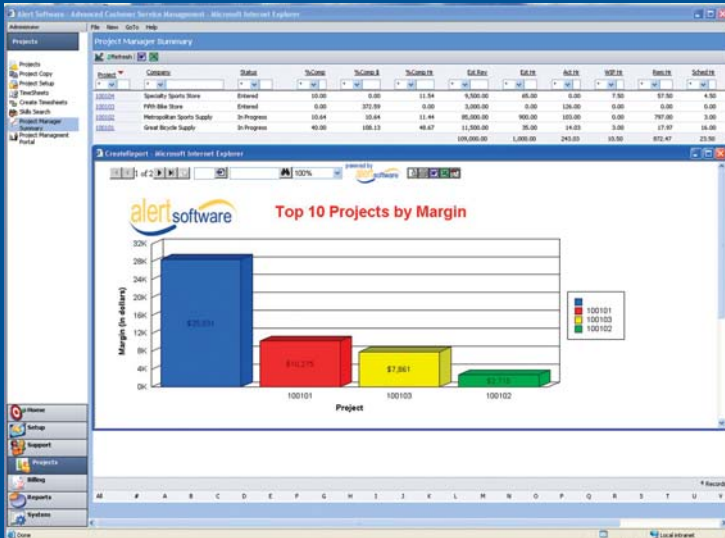 Alert Software - Advanced Customer Service Management - Microsoft Internet Explorer
Administrator File New GoTo Help
Projects
Project Manager Summary
Refresh
Projects
Project Copy
Project Setup
TimeSheets
Create Timesheets
Skills Search
Project Manager Summary
Project Managment Portal
Project Company Status %Comp %Comp $ %Comp Hr Est Rev Est Hr Act Hr WIP Hr Rem Hr Sched Hr
100104 Specialty Sports Store Entered 10.00 0.00 11.54 9,500.00 65.00 0.00 7.50 57.50 4.50
100103 Fifth Bike Store Entered 0.00 372.59 0.00 3,000.00 0.00 126.00 0.00 0.00 0.00
100102 Metropolitan Sports Supply In Progress 10.64 10.64 11.44 85,000.00 900.00 103.00 0.00 797.00 3.00
100101 Great Bicycle Supply In Progress 40.00 108.13 48.67 11,500.00 35.00 14.03 3.00 17.97 16.00
109,000.00 1,000.00 243.03 10.50 872.47 23.50
CreateReport - Microsoft Internet Explorer
1 of 2
100%
powered by
alertsoftware
alertsoftware
Top 10 Projects by Margin
Margin (in dollars)
32K
28K
24K
20K
16K
12K
8K
4K
0K
$10,275
$7,861
100101
100103
100102
Project
100101
100103
100102
Home
Setup
Support
Projects
Billing
Reports
System
All # A B C D E F G H I J K L M N O P Q R S T U V
Done
Local intranet